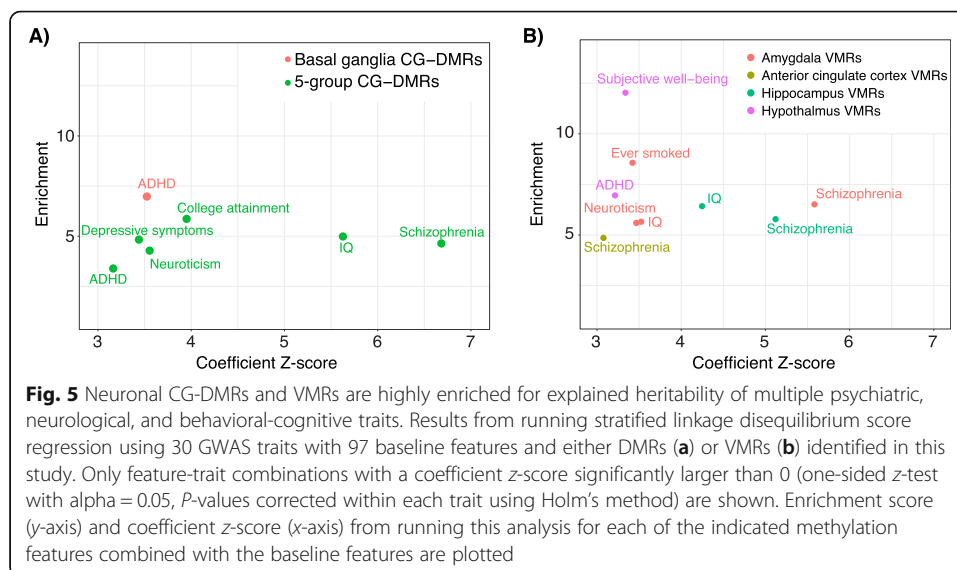 A)
Basal ganglia CG−DMRs
5-group CG−DMRs
10
5
Enrichment
ADHD
College attainment
Depressive symptoms
Neuroticism
ADHD
IQ
Schizophrenia
3 4 5 6 7
Coefficient Z-score
B)
Amygdala VMRs
Anterior cingulate cortex VMRs
Hippocampus VMRs
Hypothalmus VMRs
10
5
Enrichment
Subjective well-being
Ever smoked
ADHD
Neuroticism
IQ
IQ
Schizophrenia
Schizophrenia
Schizophrenia
3 4 5 6 7
Coefficient Z-score
Fig. 5 Neuronal CG-DMRs and VMRs are highly enriched for explained heritability of multiple psychiatric,
neurological, and behavioral-cognitive traits. Results from running stratified linkage disequilibrium score
regression using 30 GWAS traits with 97 baseline features and either DMRs (a) or VMRs (b) identified in this
study. Only feature-trait combinations with a coefficient z-score significantly larger than 0 (one-sided z-test
with alpha = 0.05, P-values corrected within each trait using Holm's method) are shown. Enrichment score
(y-axis) and coefficient z-score (x-axis) from running this analysis for each of the indicated methylation
features combined with the baseline features are plotted